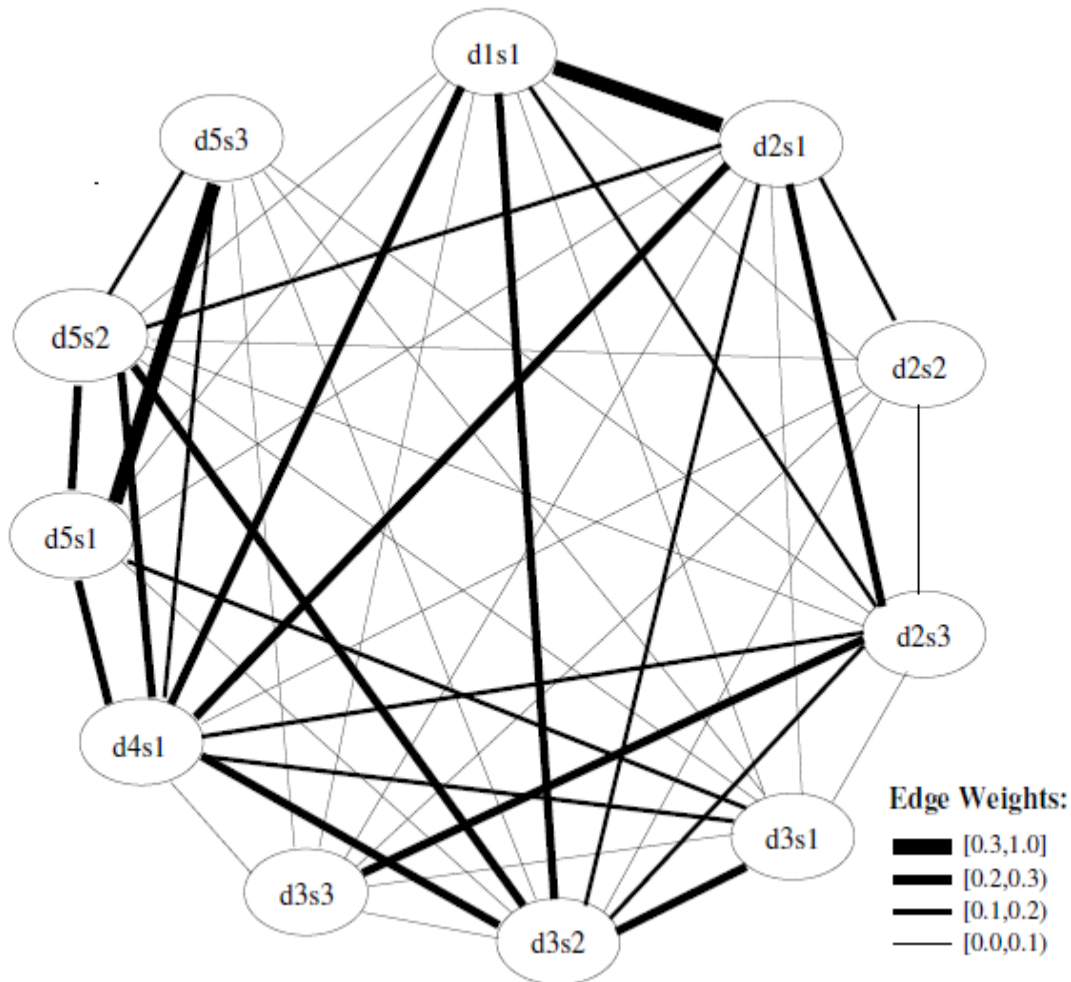 d1s1
d5s3
d2s1
d5s2
d2s2
d5s1
d2s3
d4s1
d3s1
d3s3
d3s2
Edge Weights:
[0.3,1.0]
[0.2,0.3)
[0.1,0.2)
[0.0,0.1)